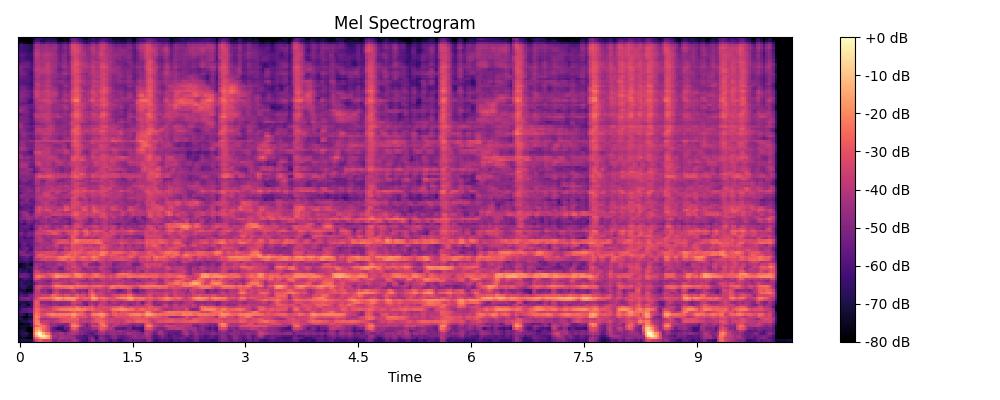 Mel Spectrogram
+0 dB
-10 dB
-20 dB
-30 dB
-40 dB
-50 dB
-60 dB
-70 dB
-80 dB
0 1.5 3 4.5 6 7.5 9
Time